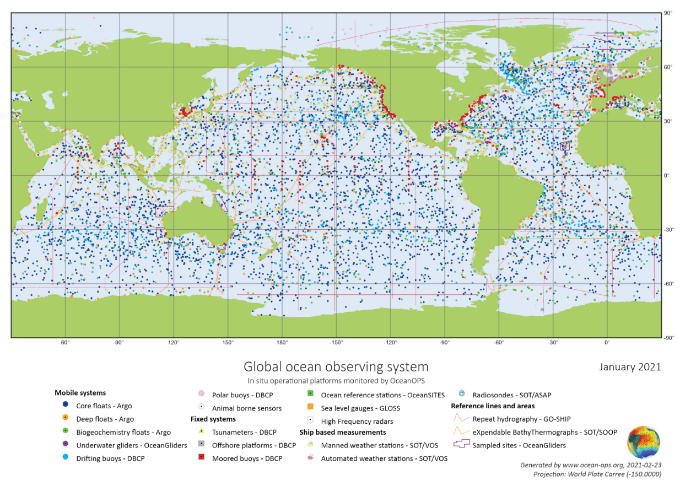 90°
60°
30°
0°
-30°
-60°
-90°
60°
90°
120°
150°
180°
-150°
-120°
-90°
-60°
-30°
0°
Global ocean observing system
January 2021
In situ operational platforms monitored by OceanOPS
Mobile systems
Core floats - Argo
Deep floats - Argo
Biogeochemistry floats - Argo
Underwater gliders - OceanGliders
Drifting buoys - DBCP
Polar buoys - DBCP
Animal borne sensors
Fixed systems
Tsunameters - DBCP
Offshore platforms - DBCP
Moored buoys - DBCP
Ocean reference stations - OceanSITES
Sea level gauges - GLOSS
High Frequency radars
Ship based measurements
Manned weather stations - SOT/VOS
Automated weather stations - SOT/VOS
Radiosondes - SOT/ASAP
Reference lines and areas
Repeat hydrography - GO-SHIP
eXpendable BathyThermographs - SOT/SOOP
Sampled sites - OceanGliders
Generated by www.ocean-ops.org, 2021-02-23
Projection: World Plate Carree (-150.0000)